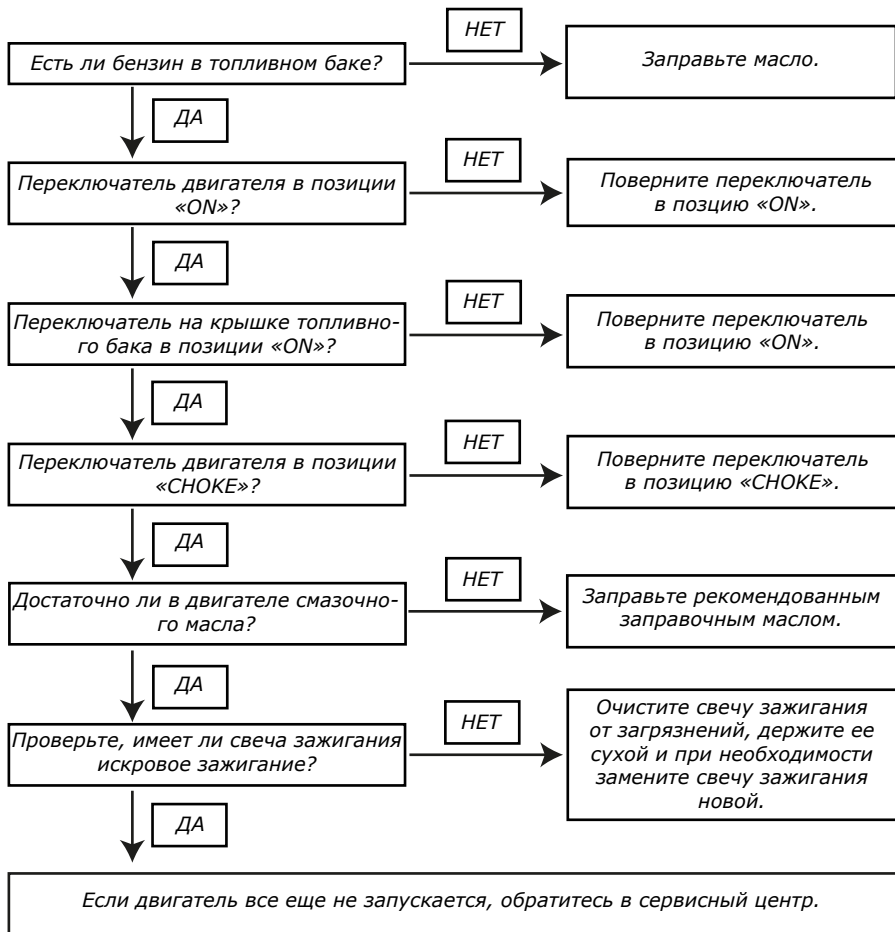 НЕТ
Есть ли бензин в топливном баке?
Заправьте масло.
ДА
НЕТ
Переключатель двигателя в позиции
«ON»?
Поверните переключатель
в позцию «ON».
ДА
НЕТ
Переключатель на крышке топливно-
го бака в позиции «ON»?
Поверните переключатель
в позицию «ON».
ДА
НЕТ
Переключатель двигателя в позиции
«CHOKE»?
Поверните переключатель
в позицию «CHOKE».
ДА
НЕТ
Достаточно ли в двигателе смазочно-
го масла?
Заправьте рекомендованным
заправочным маслом.
ДА
НЕТ
Проверьте, имеет ли свеча зажигания
искровое зажигание?
Очистите свечу зажигания
от загрязнений, держите ее
сухой и при необходимости
замените свечу зажигания
новой.
ДА
Если двигатель все еще не запускается, обратитесь в сервисный центр.